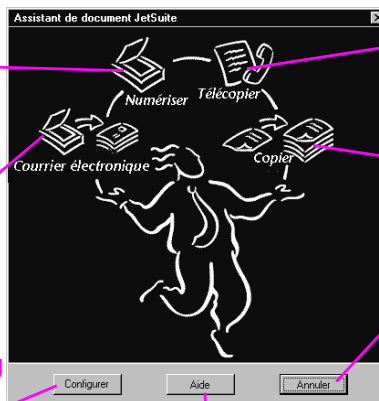 Assistant de document JetSuite
Numériser
Télécopier
Courrier électronique
Copier
Configurer
Aide
Annuler